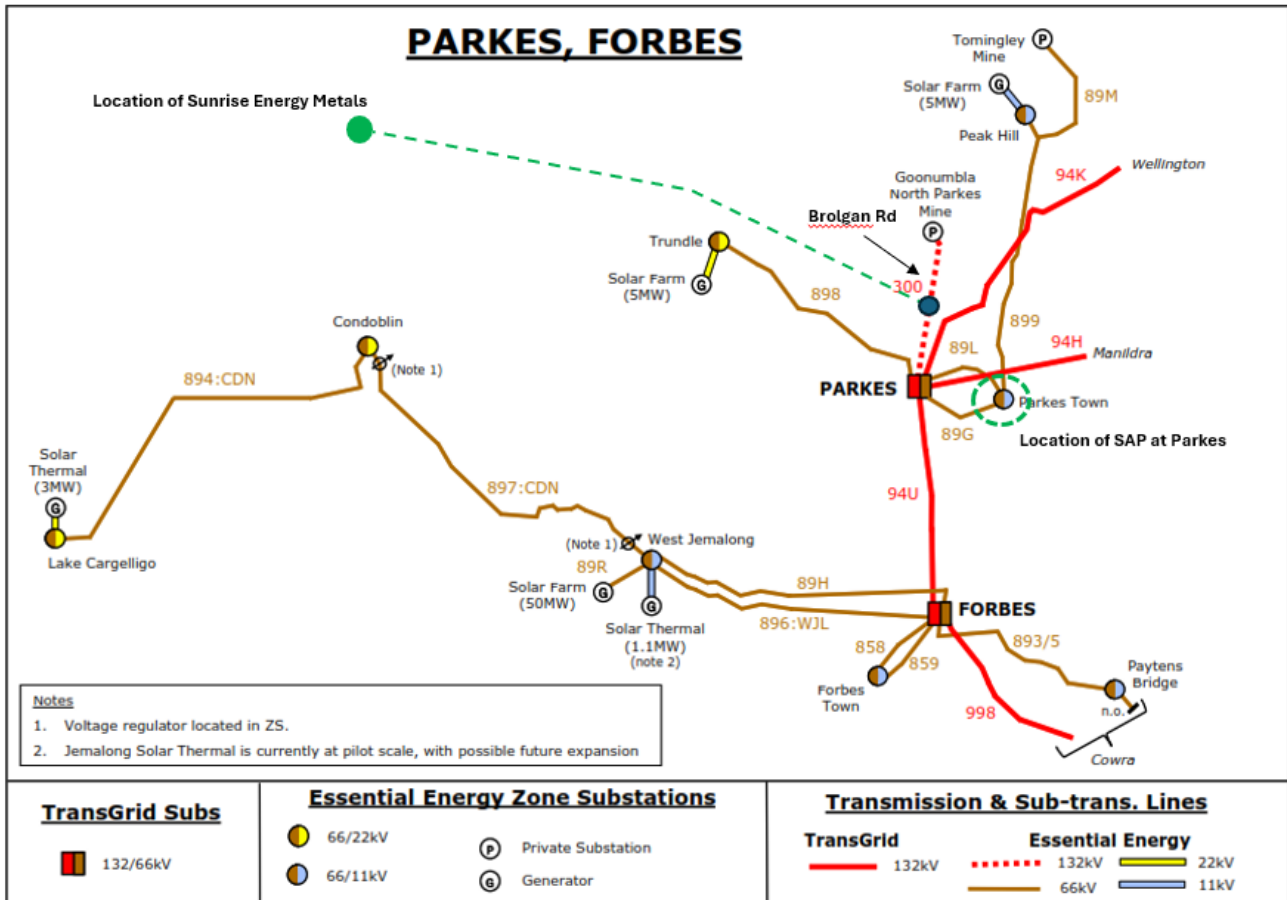 PARKES, FORBES
Location of Sunrise Energy Metals
Tomingley
Mine
P
Solar Farm
(5MW)
G
89M
Peak Hill
Wellington
94K
Goonumbla
North Parkes
Mine
P
Brolgan Rd
Trundle
Solar Farm
(5MW)
G
300
898
899
Condoblin
(Note 1)
894:CDN
89L
94H
Manildra
PARKES
Parkes Town
89G
Location of SAP at Parkes
Solar
Thermal
(3MW)
G
Lake Cargelligo
897:CDN
94U
(Note 1)
West Jemalong
89R
Solar Farm
(50MW)
G
G
Solar Thermal
(1.1MW)
(note 2)
89H
896:WJL
FORBES
858
859
893/5
Forbes
Town
Paytens
Bridge
n.o.
998
Cowra
Notes
1. Voltage regulator located in ZS.
2. Jemalong Solar Thermal is currently at pilot scale, with possible future expansion
TransGrid Subs
132/66kV
Essential Energy Zone Substations
66/22kV
P Private Substation
66/11kV
G Generator
Transmission & Sub-trans. Lines
TransGrid
Essential Energy
132kV
132kV
22kV
66kV
11kV